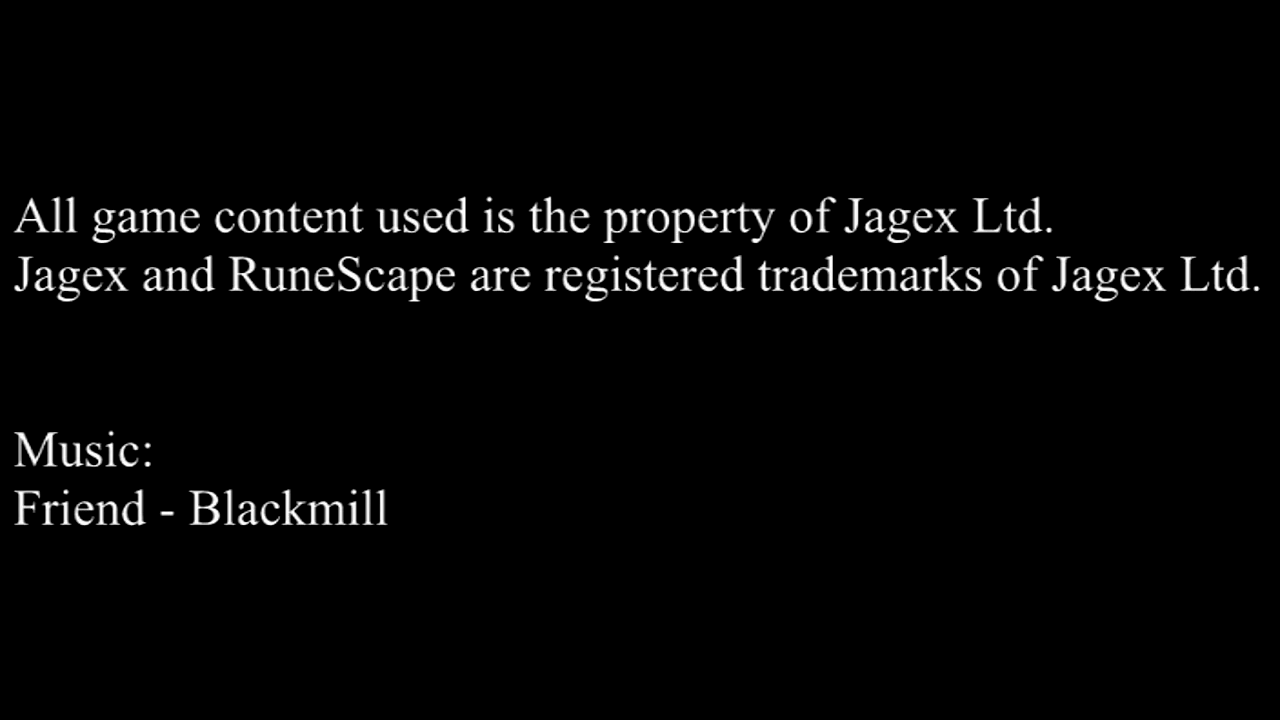 All game content used is the property of Jagex Ltd.
Jagex and RuneScape are registered trademarks of Jagex Ltd.
Music:
Friend - Blackmill